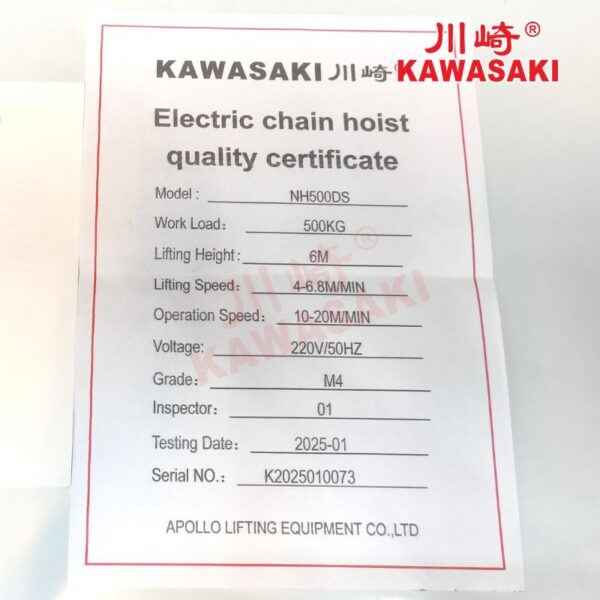 川崎®
KAWASAKI
KAWASAKI 川崎
Electric chain hoist
quality certificate
Model : NH500DS
Work Load: 500KG
Lifting Height: 6M
Lifting Speed: 4-6.8M/MIN
Operation Speed: 10-20M/MIN
Voltage: 220V/50HZ
Grade: M4
Inspector: 01
Testing Date: 2025-01
Serial NO.: K2025010073
APOLLO LIFTING EQUIPMENT CO.,LTD
川崎®
KAWASAKI